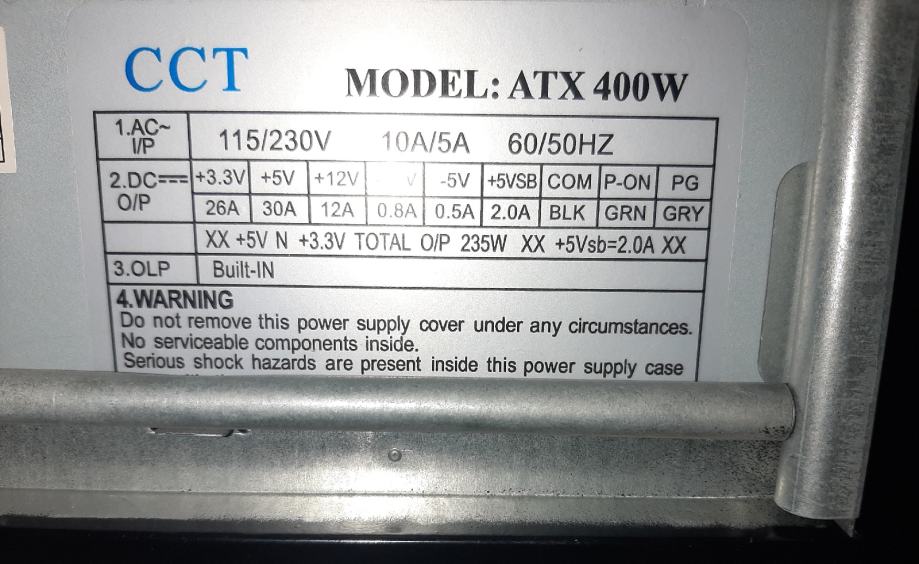 CCT
MODEL: ATX 400W
1.AC~ I/P 115/230V 10A/5A 60/50HZ
2.DC O/P +3.3V +5V +12V V -5V +5VSB COM P-ON PG
26A 30A 12A 0.8A 0.5A 2.0A BLK GRN GRY
XX +5V N +3.3V TOTAL O/P 235W XX +5Vsb=2.0A XX
3.OLP Built-IN
4.WARNING
Do not remove this power supply cover under any circumstances.
No serviceable components inside.
Serious shock hazards are present inside this power supply case